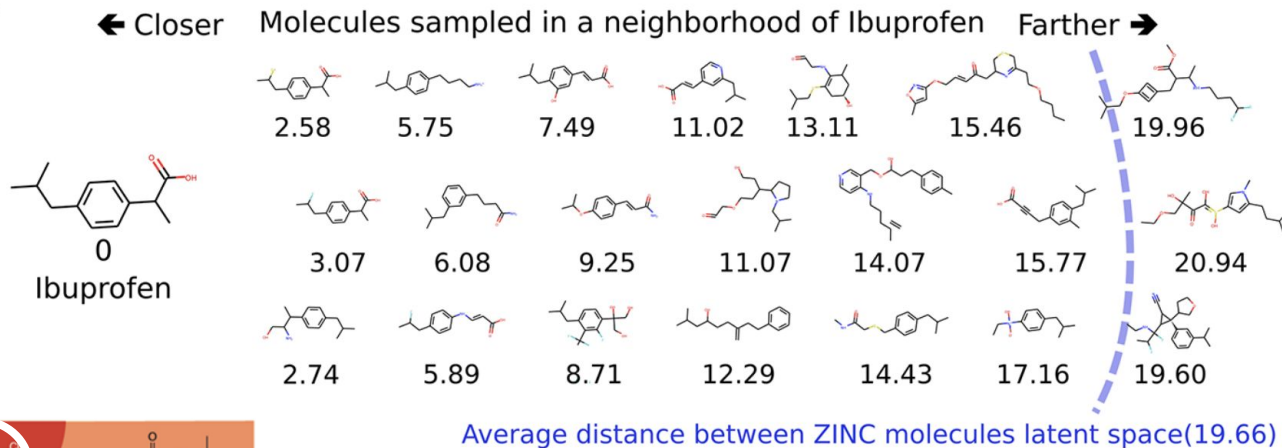 ← Closer Molecules sampled in a neighborhood of Ibuprofen Farther →
2.58 5.75 7.49 11.02 13.11 15.46 19.96
0
Ibuprofen
3.07 6.08 9.25 11.07 14.07 15.77 20.94
2.74 5.89 8.71 12.29 14.43 17.16 19.60
Average distance between ZINC molecules latent space(19.66)